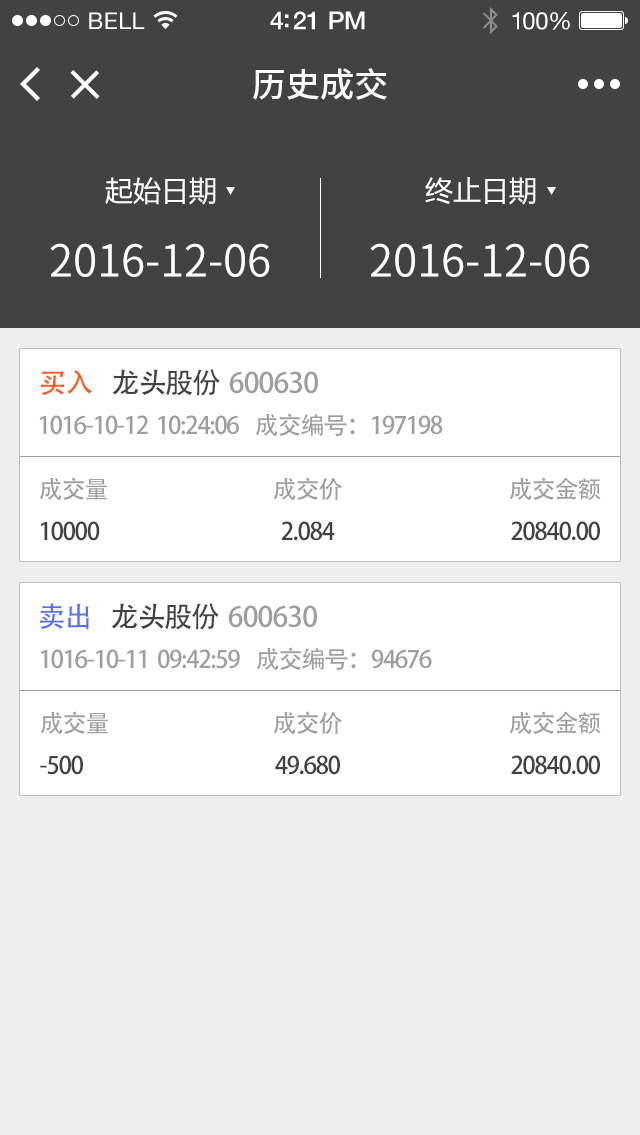 BELL 4:21 PM 100%
历史成交
起始日期 终止日期
2016-12-06 2016-12-06
买入 龙头股份 600630
1016-10-12 10:24:06 成交编号：197198
成交量 成交价 成交金额
10000 2.084 20840.00
卖出 龙头股份 600630
1016-10-11 09:42:59 成交编号：94676
成交量 成交价 成交金额
-500 49.680 20840.00